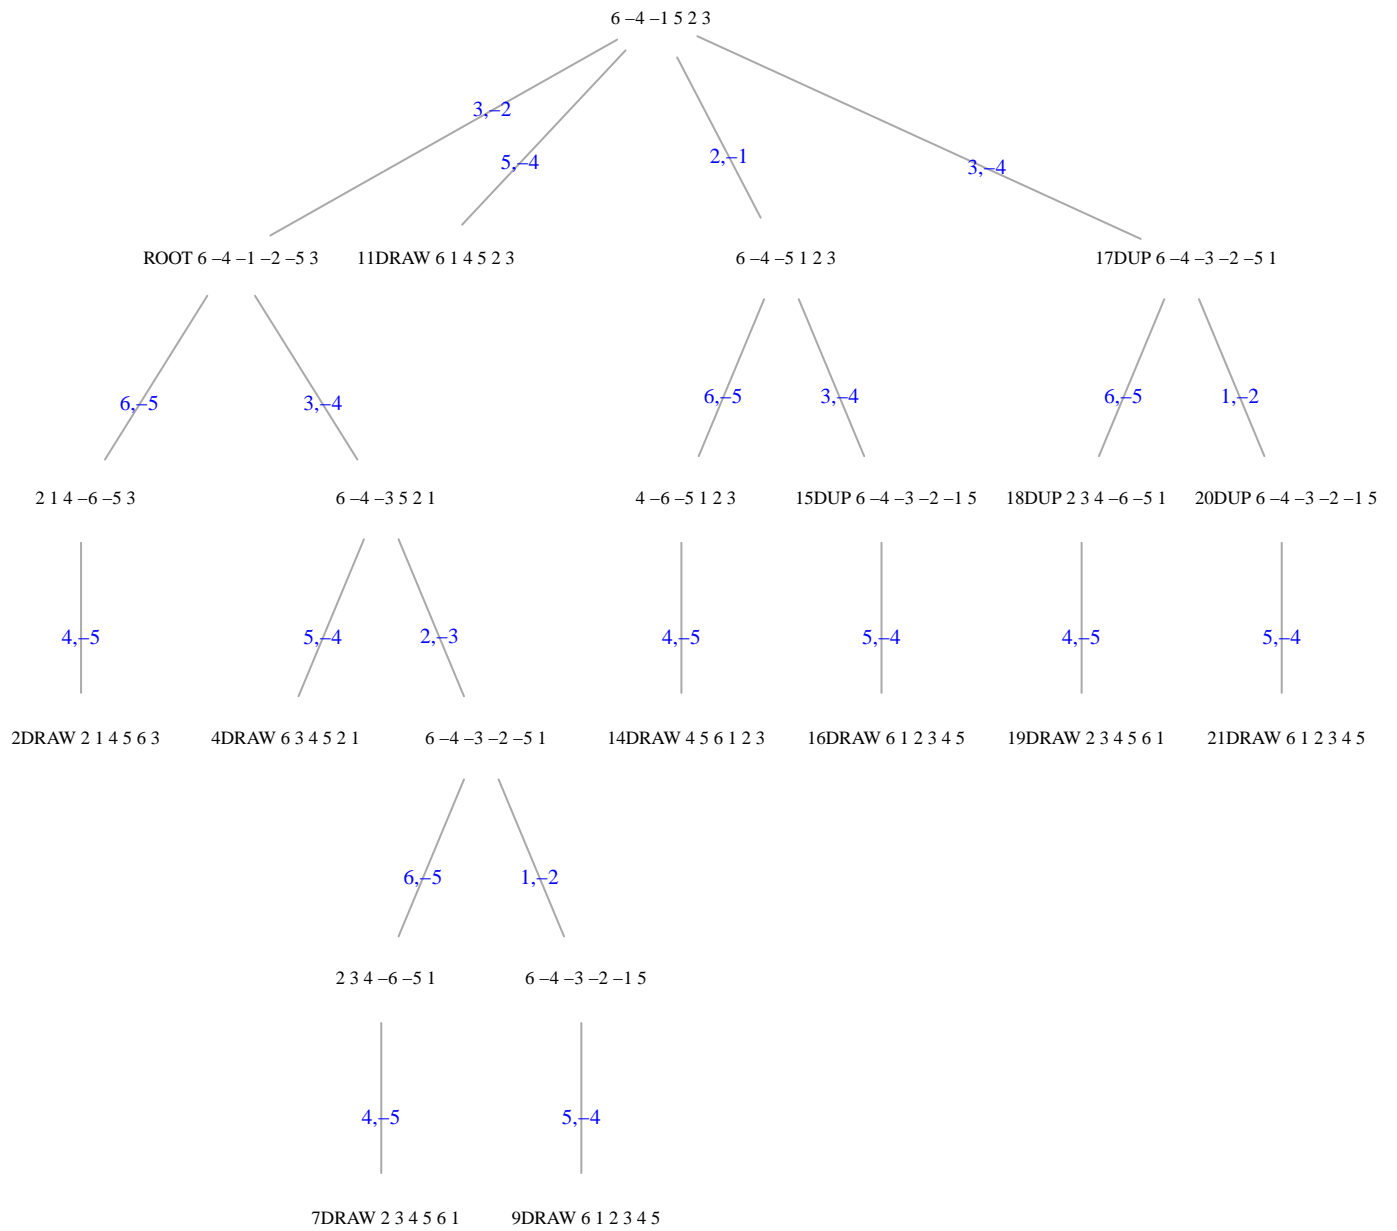 6 –4 –1 5 2 3
3,–2
5,–4
2,–1
3,–4
ROOT 6 –4 –1 –2 –5 3
11DRAW 6 1 4 5 2 3
6 –4 –5 1 2 3
17DUP 6 –4 –3 –2 –5 1
6,–5
3,–4
6,–5
3,–4
6,–5
1,–2
2 1 4 –6 –5 3
6 –4 –3 5 2 1
4 –6 –5 1 2 3
15DUP 6 –4 –3 –2 –1 5
18DUP 2 3 4 –6 –5 1
20DUP 6 –4 –3 –2 –1 5
4,–5
5,–4
2,–3
4,–5
5,–4
4,–5
5,–4
2DRAW 2 1 4 5 6 3
4DRAW 6 3 4 5 2 1
6 –4 –3 –2 –5 1
14DRAW 4 5 6 1 2 3
16DRAW 6 1 2 3 4 5
19DRAW 2 3 4 5 6 1
21DRAW 6 1 2 3 4 5
6,–5
1,–2
2 3 4 –6 –5 1
6 –4 –3 –2 –1 5
4,–5
5,–4
7DRAW 2 3 4 5 6 1
9DRAW 6 1 2 3 4 5